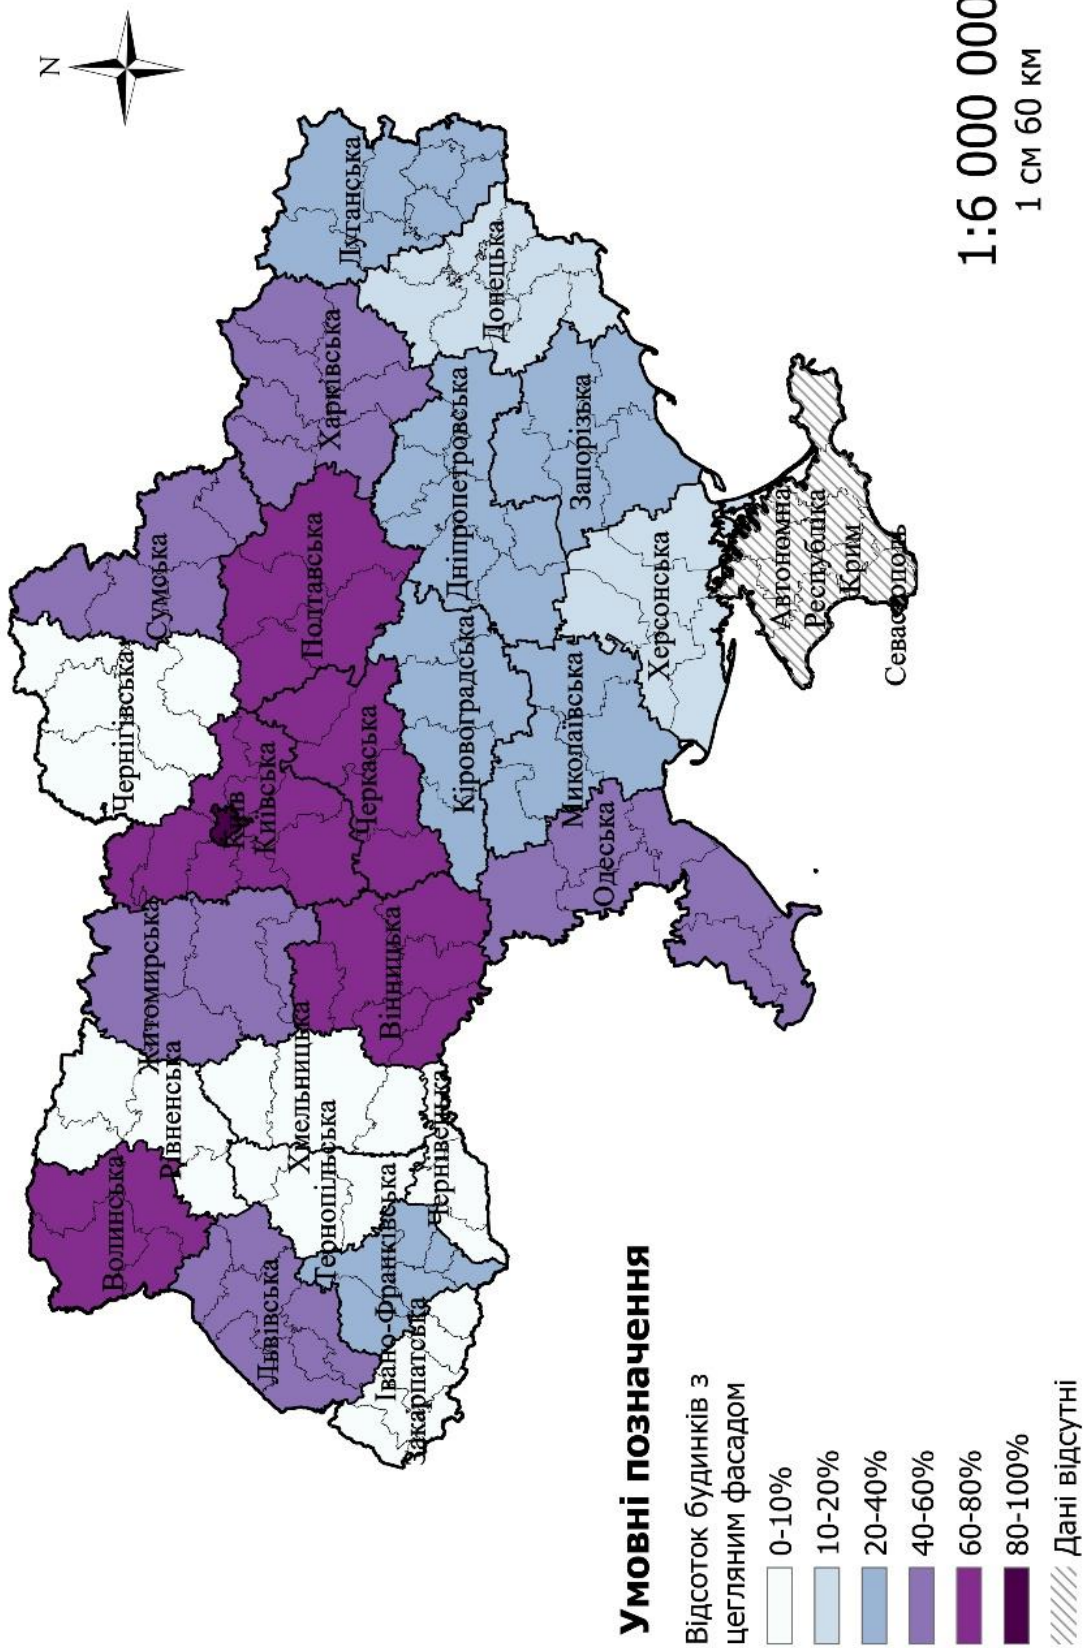 N
Чернігівська
Сумська
Волинська
Рівненська
Житомирська
Київ
Київська
Полтавська
Харківська
Луганська
Львівська
Тернопільська
Хмельницька
Вінницька
Черкаська
Івано-Франківська
Закарпатська
Чернівецька
Кіровоградська
Дніпропетровська
Донецька
Одеська
Миколаївська
Херсонська
Запорізька
Автономна
Республіка
Крим
Севастополь
Умовні позначення
Відсоток будинків з
цегляним фасадом
0-10%
10-20%
20-40%
40-60%
60-80%
80-100%
Дані відсутні
1:6 000 000
1 см 60 км